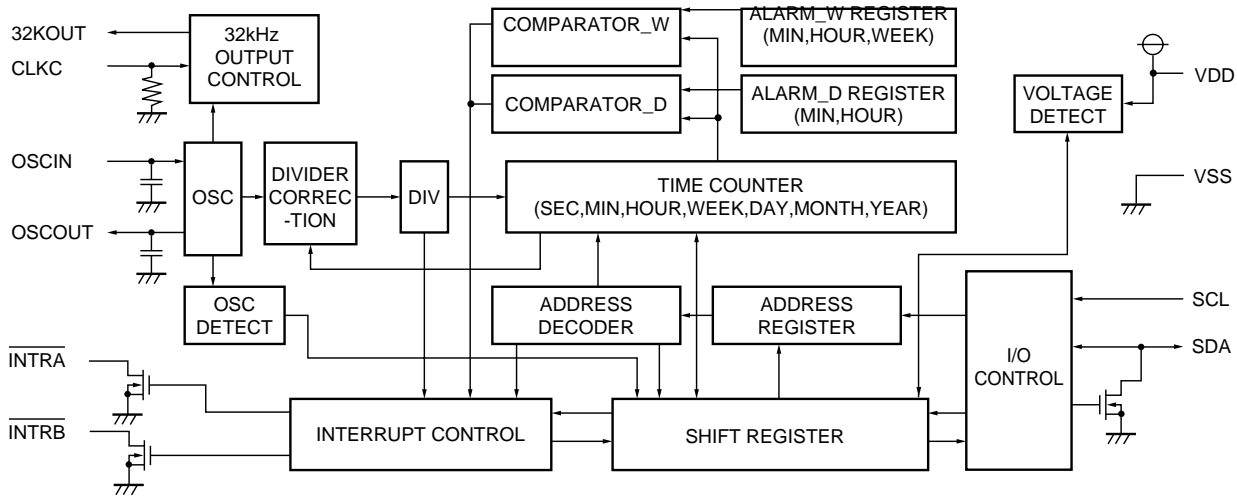 32KOUT
CLKC
32kHz
OUTPUT
CONTROL
COMPARATOR_W
ALARM_W REGISTER
(MIN,HOUR,WEEK)
COMPARATOR_D
ALARM_D REGISTER
(MIN,HOUR)
VOLTAGE
DETECT
VDD
VSS
OSCIN
OSCOUT
OSC
DIVIDER
CORREC
-TION
DIV
TIME COUNTER
(SEC,MIN,HOUR,WEEK,DAY,MONTH,YEAR)
OSC
DETECT
ADDRESS
DECODER
ADDRESS
REGISTER
I/O
CONTROL
SCL
SDA
INTRA
INTRB
INTERRUPT CONTROL
SHIFT REGISTER